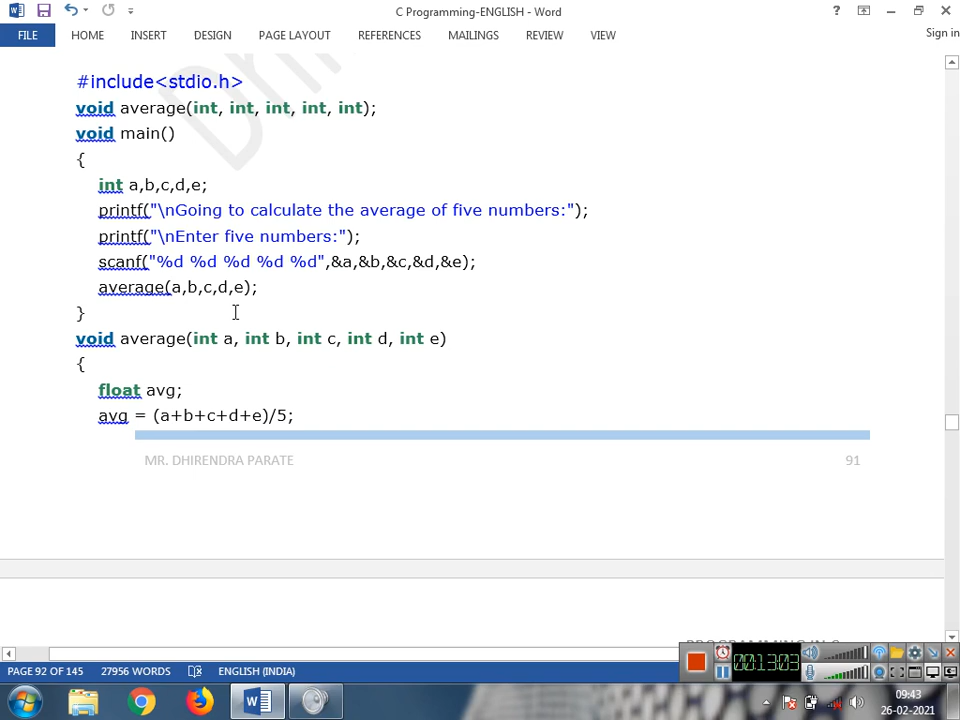 C Programming-ENGLISH - Word
FILE HOME INSERT DESIGN PAGE LAYOUT REFERENCES MAILINGS REVIEW VIEW Sign in
#include<stdio.h>
void average(int, int, int, int, int);
void main()
{
int a,b,c,d,e;
printf("\nGoing to calculate the average of five numbers:");
printf("\nEnter five numbers:");
scanf("%d %d %d %d %d",&a,&b,&c,&d,&e);
average(a,b,c,d,e);
}
void average(int a, int b, int c, int d, int e)
{
float avg;
avg = (a+b+c+d+e)/5;
MR. DHIRENDRA PARATE 91
PROGRAMMING IN C
PAGE 92 OF 145 27956 WORDS ENGLISH (INDIA)
00:13:03
09:43
26-02-2021